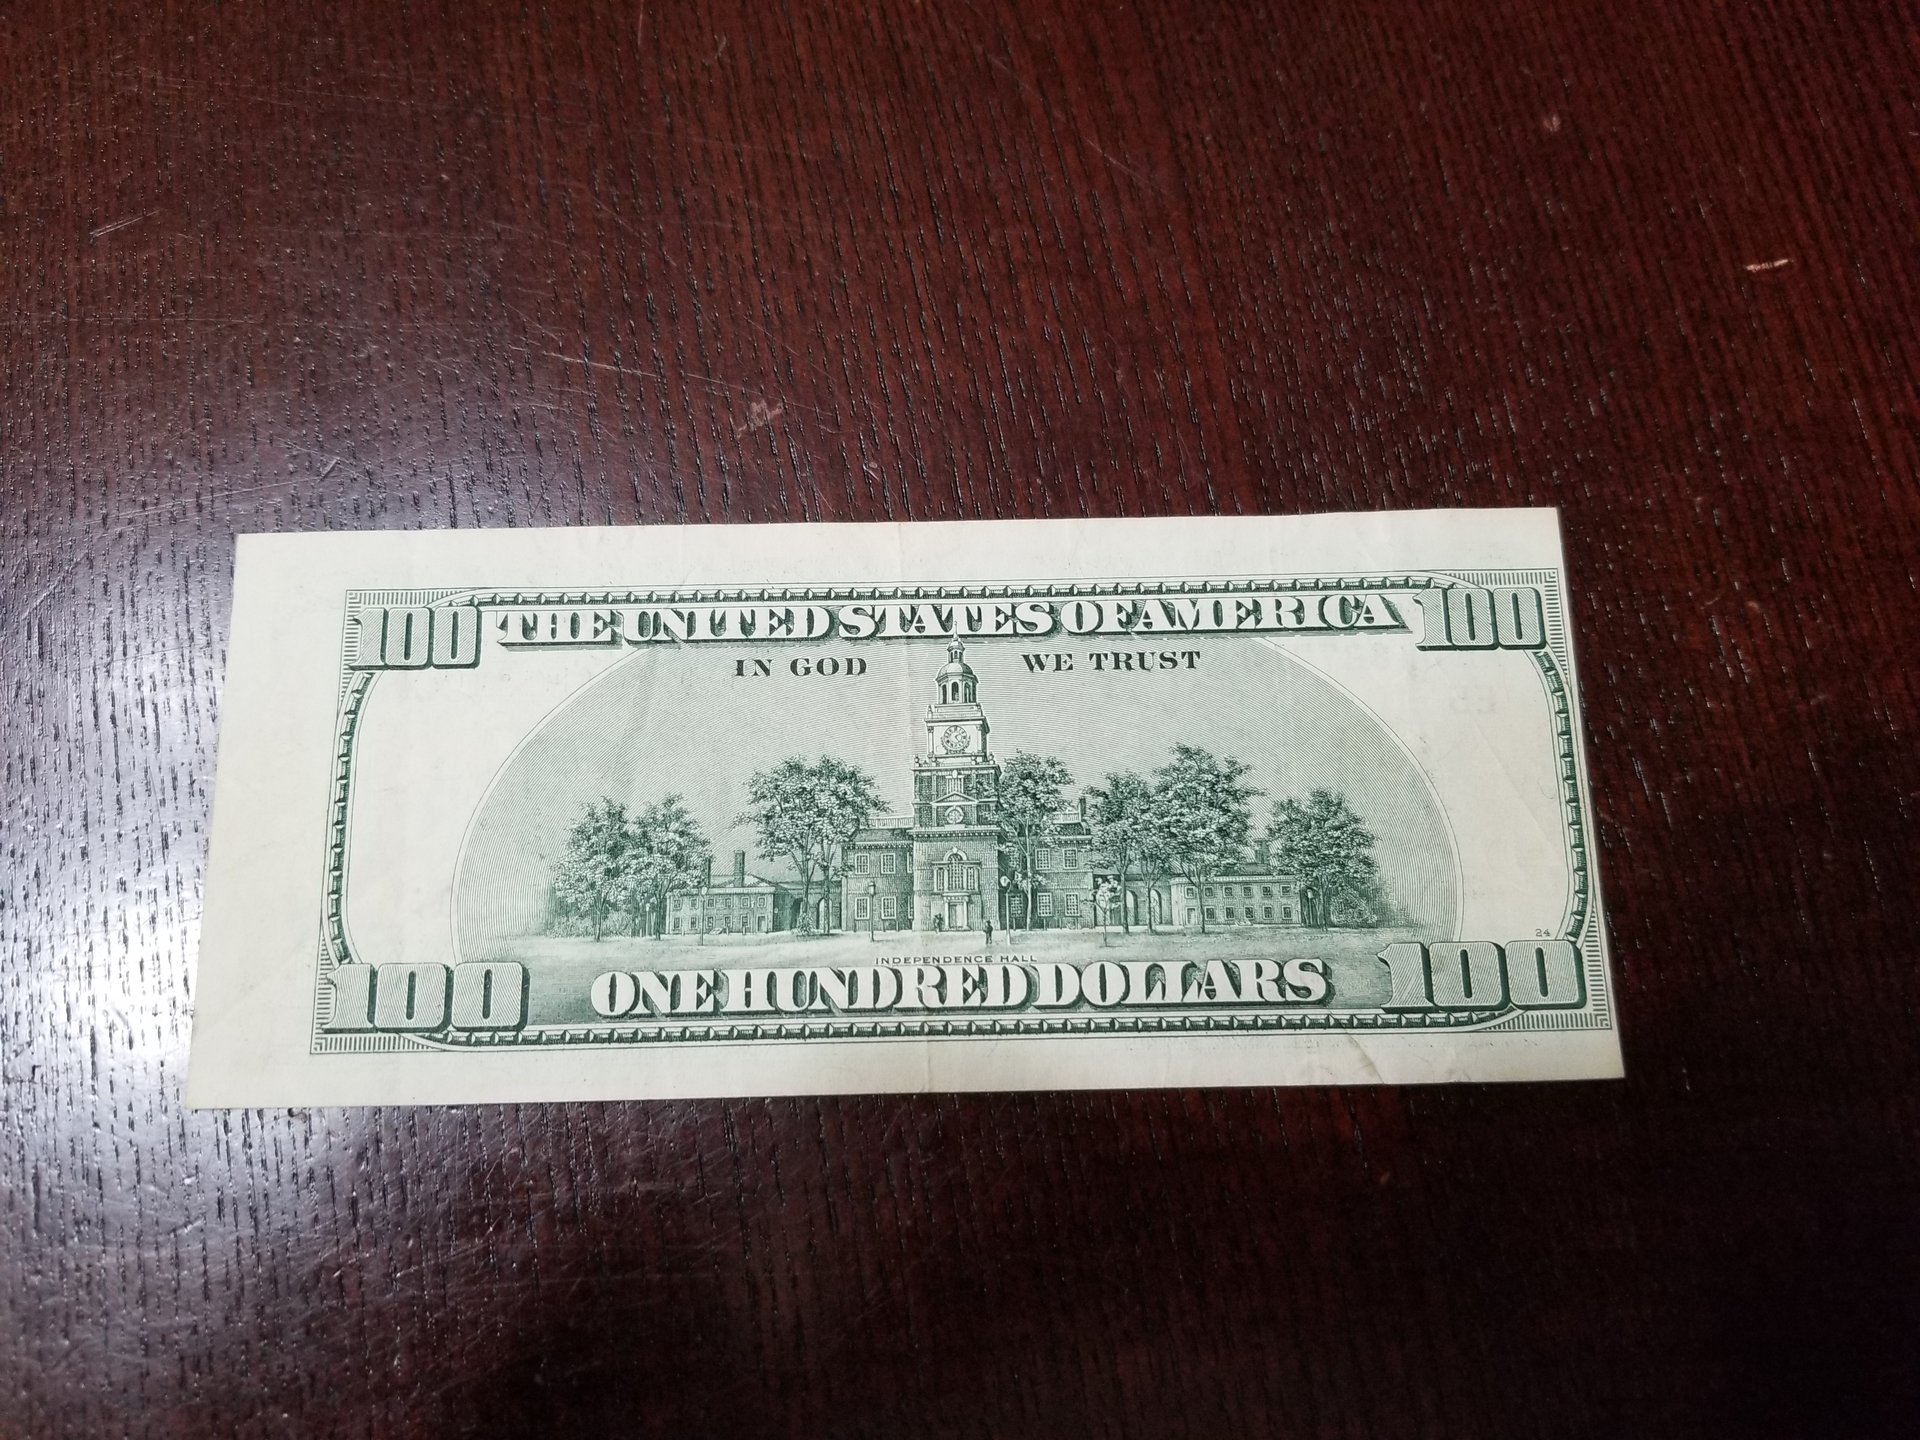 100 THE UNITED STATES OF AMERICA 100
IN GOD WE TRUST
24
INDEPENDENCE HALL
100 ONE HUNDRED DOLLARS 100